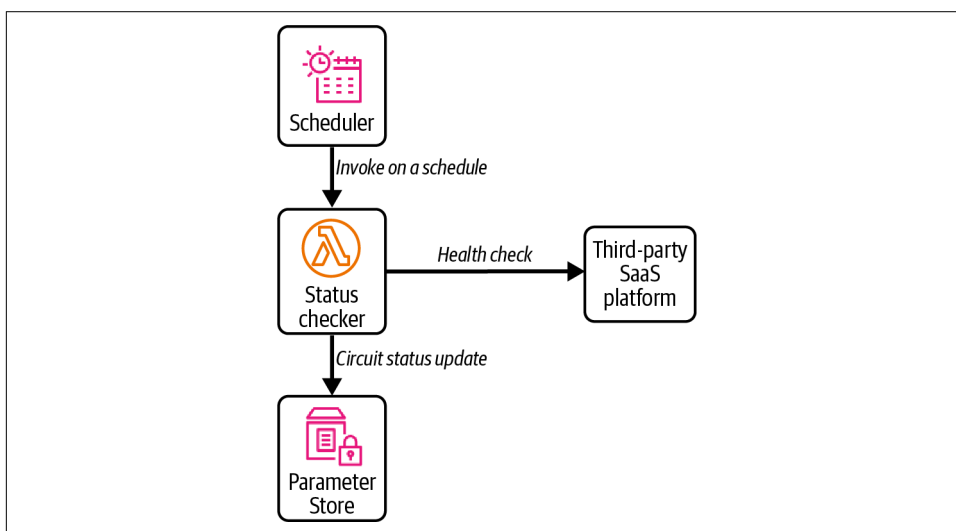 Scheduler
Invoke on a schedule
Status
checker
Health check
Third-party
SaaS
platform
Circuit status update
Parameter
Store